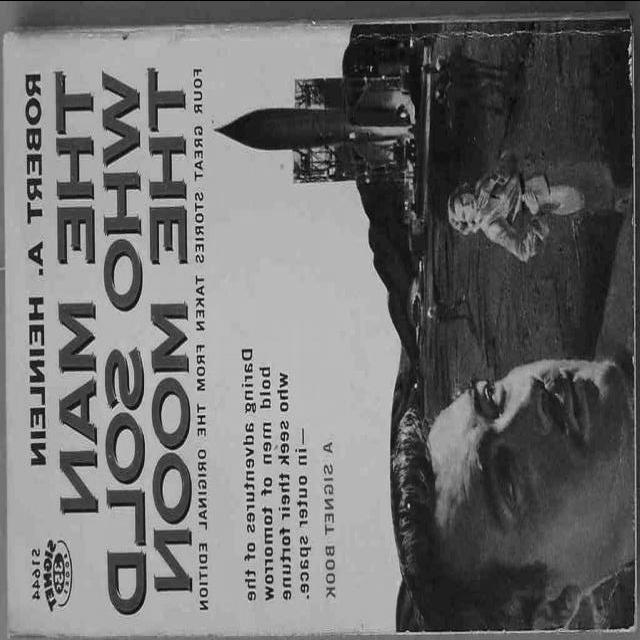 SIGNET
S1644
ROBERT A. HEINLEIN
THE MAN
WHO SOLD
THE MOON
FOUR GREAT STORIES TAKEN FROM THE ORIGINAL EDITION
Daring adventures of the
bold men of tomorrow
who seek their fortune
—in outer space.
A SIGNET BOOK